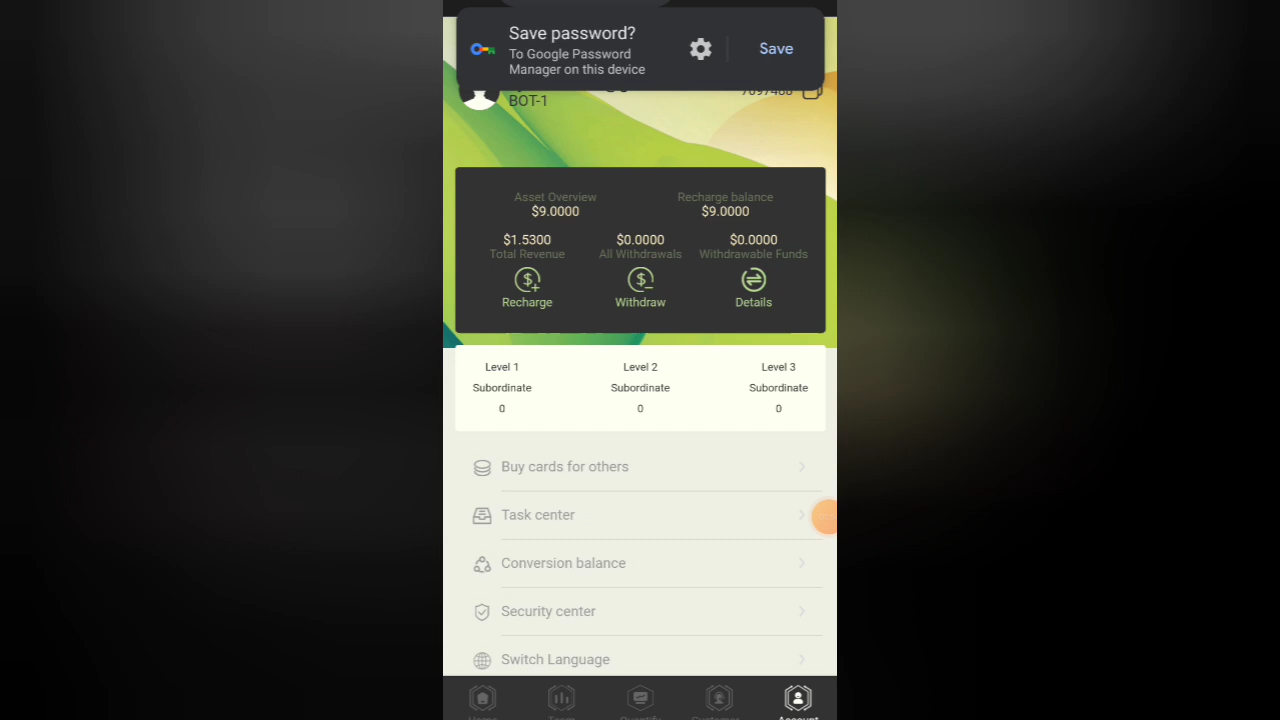 Save password?
To Google Password
Manager on this device
Save
BOT-1
7097468
Asset Overview
Recharge balance
$9.0000
$9.0000
$1.5300
$0.0000
$0.0000
Total Revenue
All Withdrawals
Withdrawable Funds
Recharge
Withdraw
Details
Level 1
Level 2
Level 3
Subordinate
Subordinate
Subordinate
0
0
0
Buy cards for others
Task center
Conversion balance
Security center
Switch Language
Account